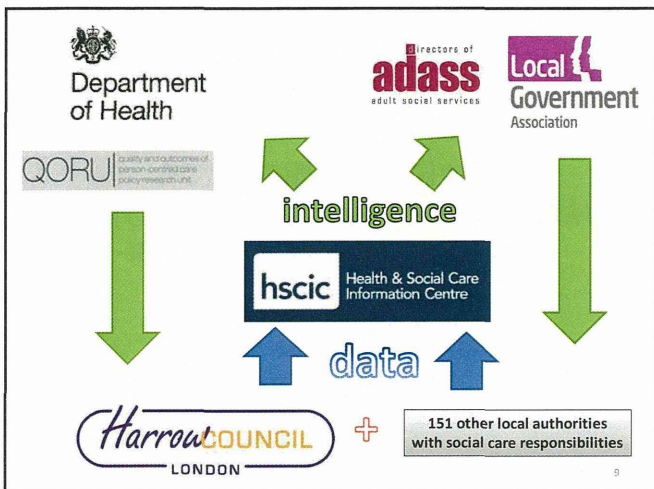 Department
of Health
directors of
adass
adult social services
Local
Government
Association
QORU
quality and outcomes of
person-centred care
policy research unit
intelligence
hscic
Health & Social Care
Information Centre
data
Harrow COUNCIL
LONDON
+
151 other local authorities
with social care responsibilities
9